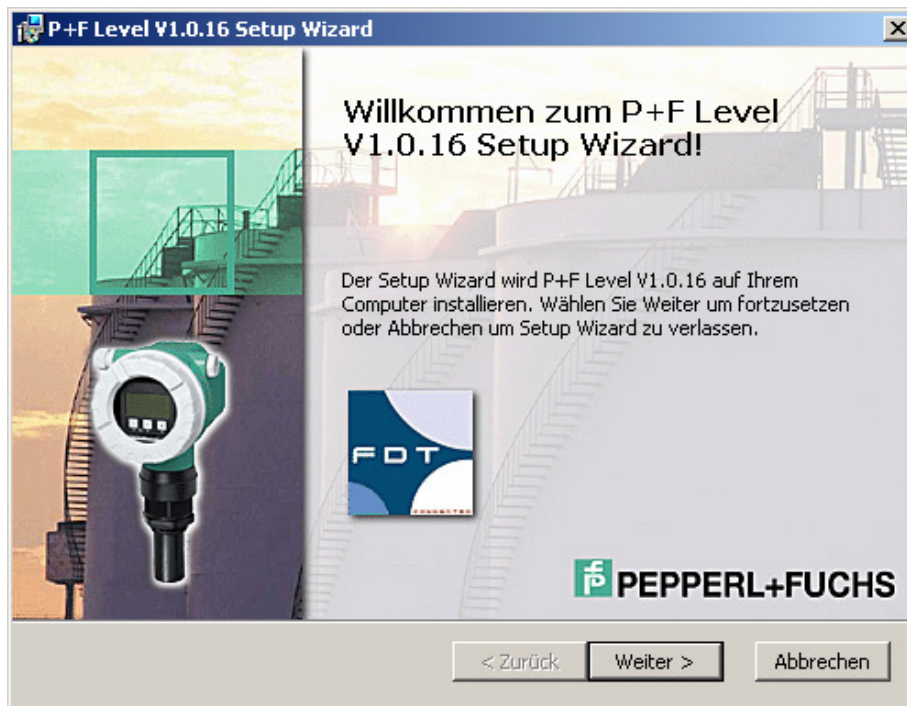 P+F Level V1.0.16 Setup Wizard
Willkommen zum P+F Level
V1.0.16 Setup Wizard!
Der Setup Wizard wird P+F Level V1.0.16 auf Ihrem
Computer installieren. Wählen Sie Weiter um fortzusetzen
oder Abbrechen um Setup Wizard zu verlassen.
FDT
PEPPERL+FUCHS
< Zurück
Weiter >
Abbrechen